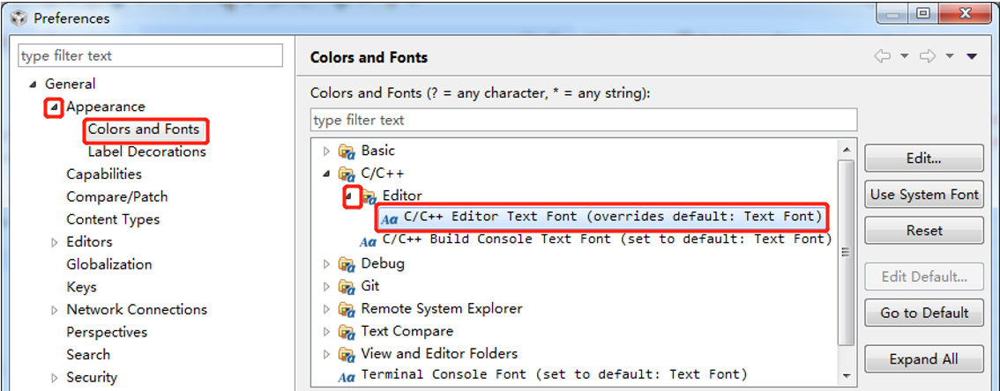 Preferences
type filter text
General
Appearance
Colors and Fonts
Label Decorations
Capabilities
Compare/Patch
Content Types
Editors
Globalization
Keys
Network Connections
Perspectives
Search
Security
Colors and Fonts
Colors and Fonts (? = any character, * = any string):
type filter text
Basic
C/C++
Editor
Aa C/C++ Editor Text Font (overrides default: Text Font)
Aa C/C++ Build Console Text Font (set to default: Text Font)
Debug
Git
Remote System Explorer
Text Compare
View and Editor Folders
Aa Terminal Console Font (set to default: Text Font)
Edit...
Use System Font
Reset
Edit Default...
Go to Default
Expand All